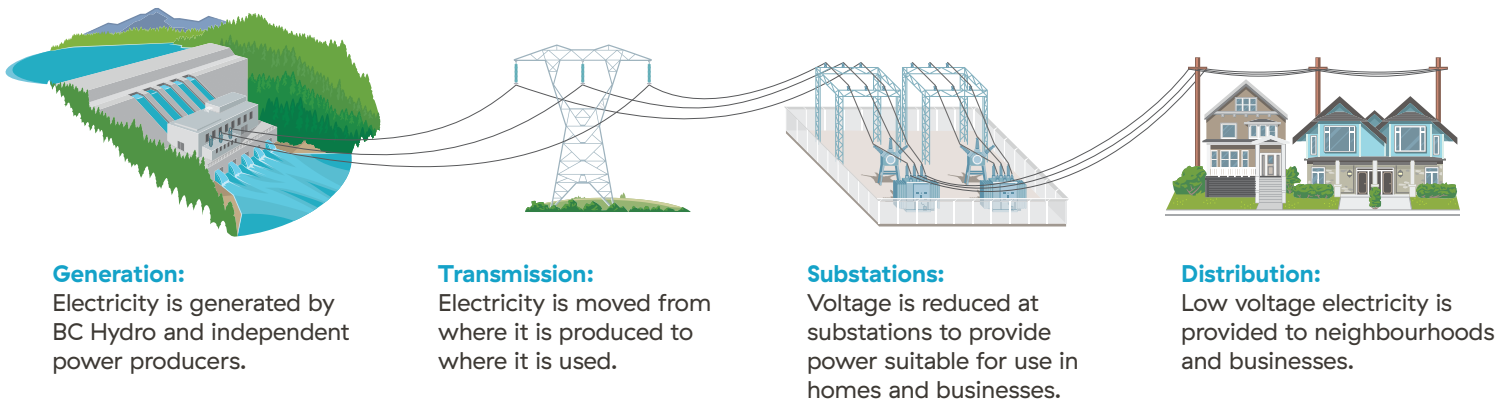 Generation:
Electricity is generated by
BC Hydro and independent
power producers.
Transmission:
Electricity is moved from
where it is produced to
where it is used.
Substations:
Voltage is reduced at
substations to provide
power suitable for use in
homes and businesses.
Distribution:
Low voltage electricity is
provided to neighbourhoods
and businesses.